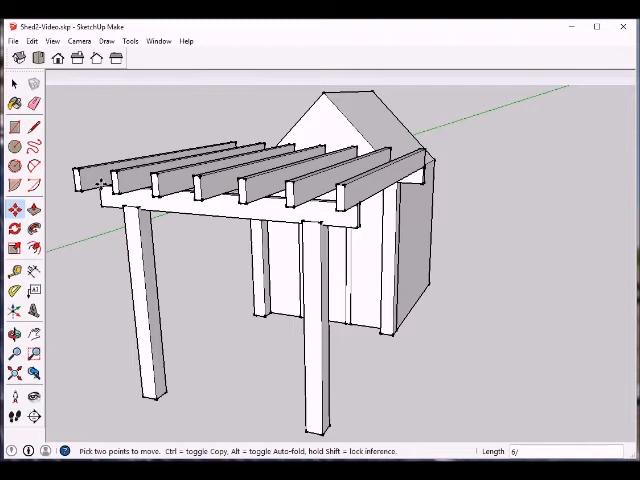 Shed2-Video.skp - SketchUp Make
File Edit View Camera Draw Tools Window Help
Pick two points to move. Ctrl = toggle Copy, Alt = toggle Auto-fold, hold Shift = lock inference. Length 6/